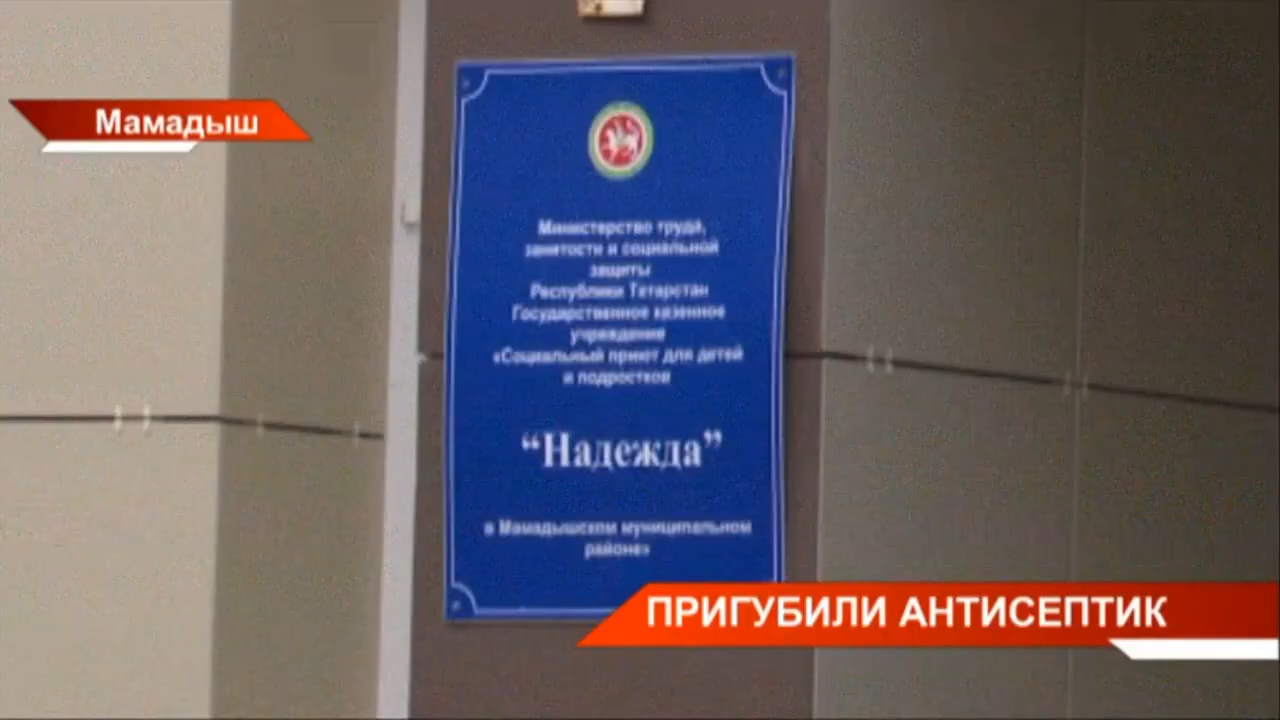 Мамадыш
Министерство труда,
занятости и социальной
защиты
Республики Татарстан
Государственное казенное
учреждение
«Социальный приют для детей
и подростков
“Надежда”
в Мамадышском муниципальном
районе»
ПРИГУБИЛИ АНТИСЕПТИК